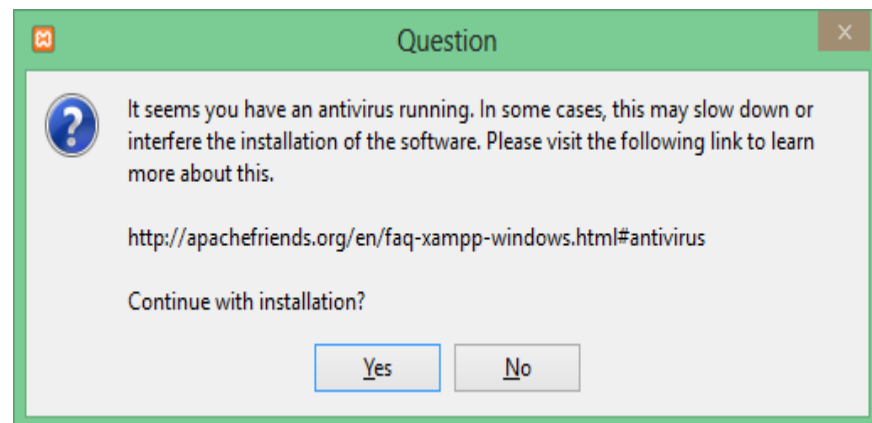 Question
It seems you have an antivirus running. In some cases, this may slow down or
interfere the installation of the software. Please visit the following link to learn
more about this.
http://apachefriends.org/en/faq-xampp-windows.html#antivirus
Continue with installation?
Yes No